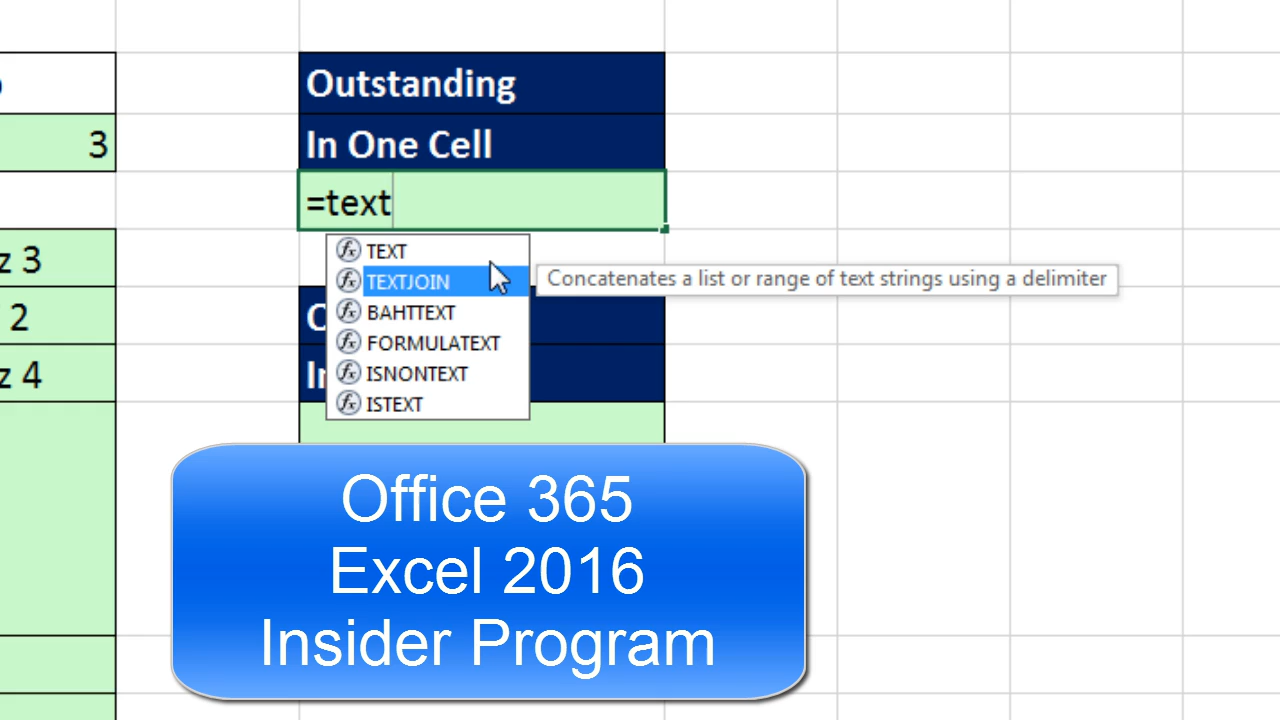 Outstanding
3
In One Cell
=text
z 3
TEXT
TEXTJOIN
Concatenates a list or range of text strings using a delimiter
2
BAHTTEXT
FORMULATEXT
z 4
ISNONTEXT
ISTEXT
Office 365
Excel 2016
Insider Program